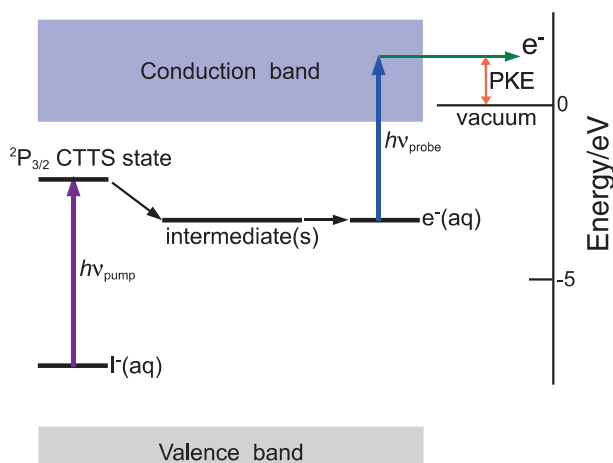 Conduction band
e⁻
PKE
0
vacuum
²P₃/₂ CTTS state
hνprobe
e⁻(aq)
intermediate(s)
hνpump
-5
I⁻(aq)
Valence band
Energy/eV